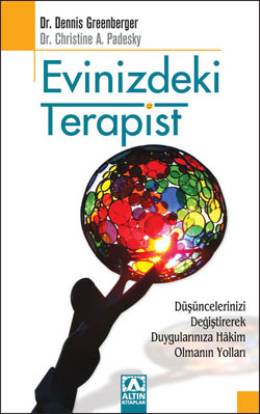 Dr. Dennis Greenberger
Dr. Christine A. Padesky
Evinizdeki
Terapist
Düşüncelerinizi
Değiştirerek
Duygularınıza Hâkim
Olmanın Yolları
ALTIN
KİTAPLAR